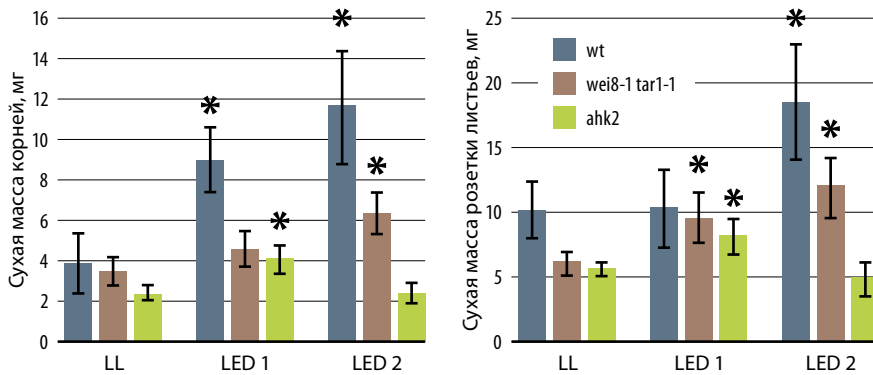 Сухая масса корней, мг
16
14
12
10
8
6
4
2
0
LL
LED 1
LED 2
*
*
*
*
Сухая масса розетки листьев, мг
25
20
15
10
5
0
LL
LED 1
LED 2
wt
wei8-1 tar1-1
ahk2
*
*
*
*